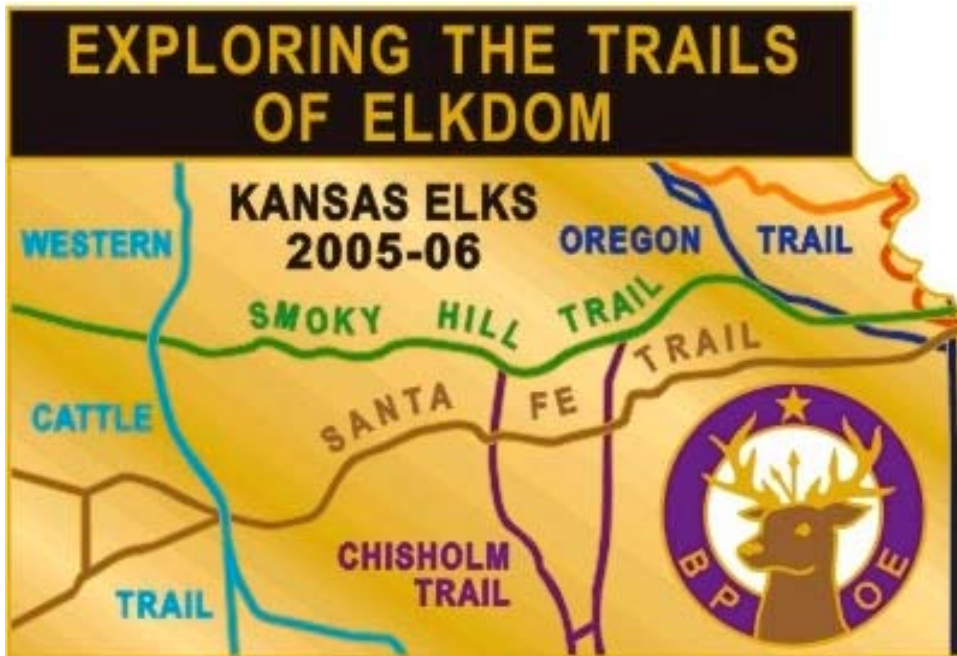 EXPLORING THE TRAILS
OF ELKDOM
KANSAS ELKS
2005-06
WESTERN
OREGON TRAIL
SMOKY HILL TRAIL
SANTA FE TRAIL
CATTLE
CHISHOLM
TRAIL
TRAIL
BPOE